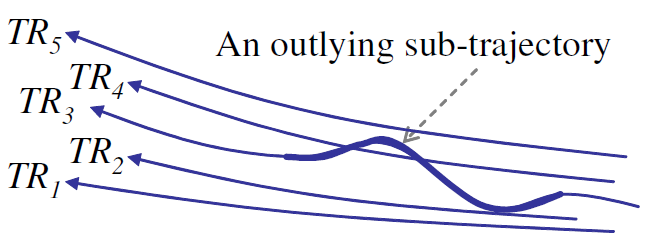 TR5
An outlying sub-trajectory
TR4
TR3
TR2
TR1